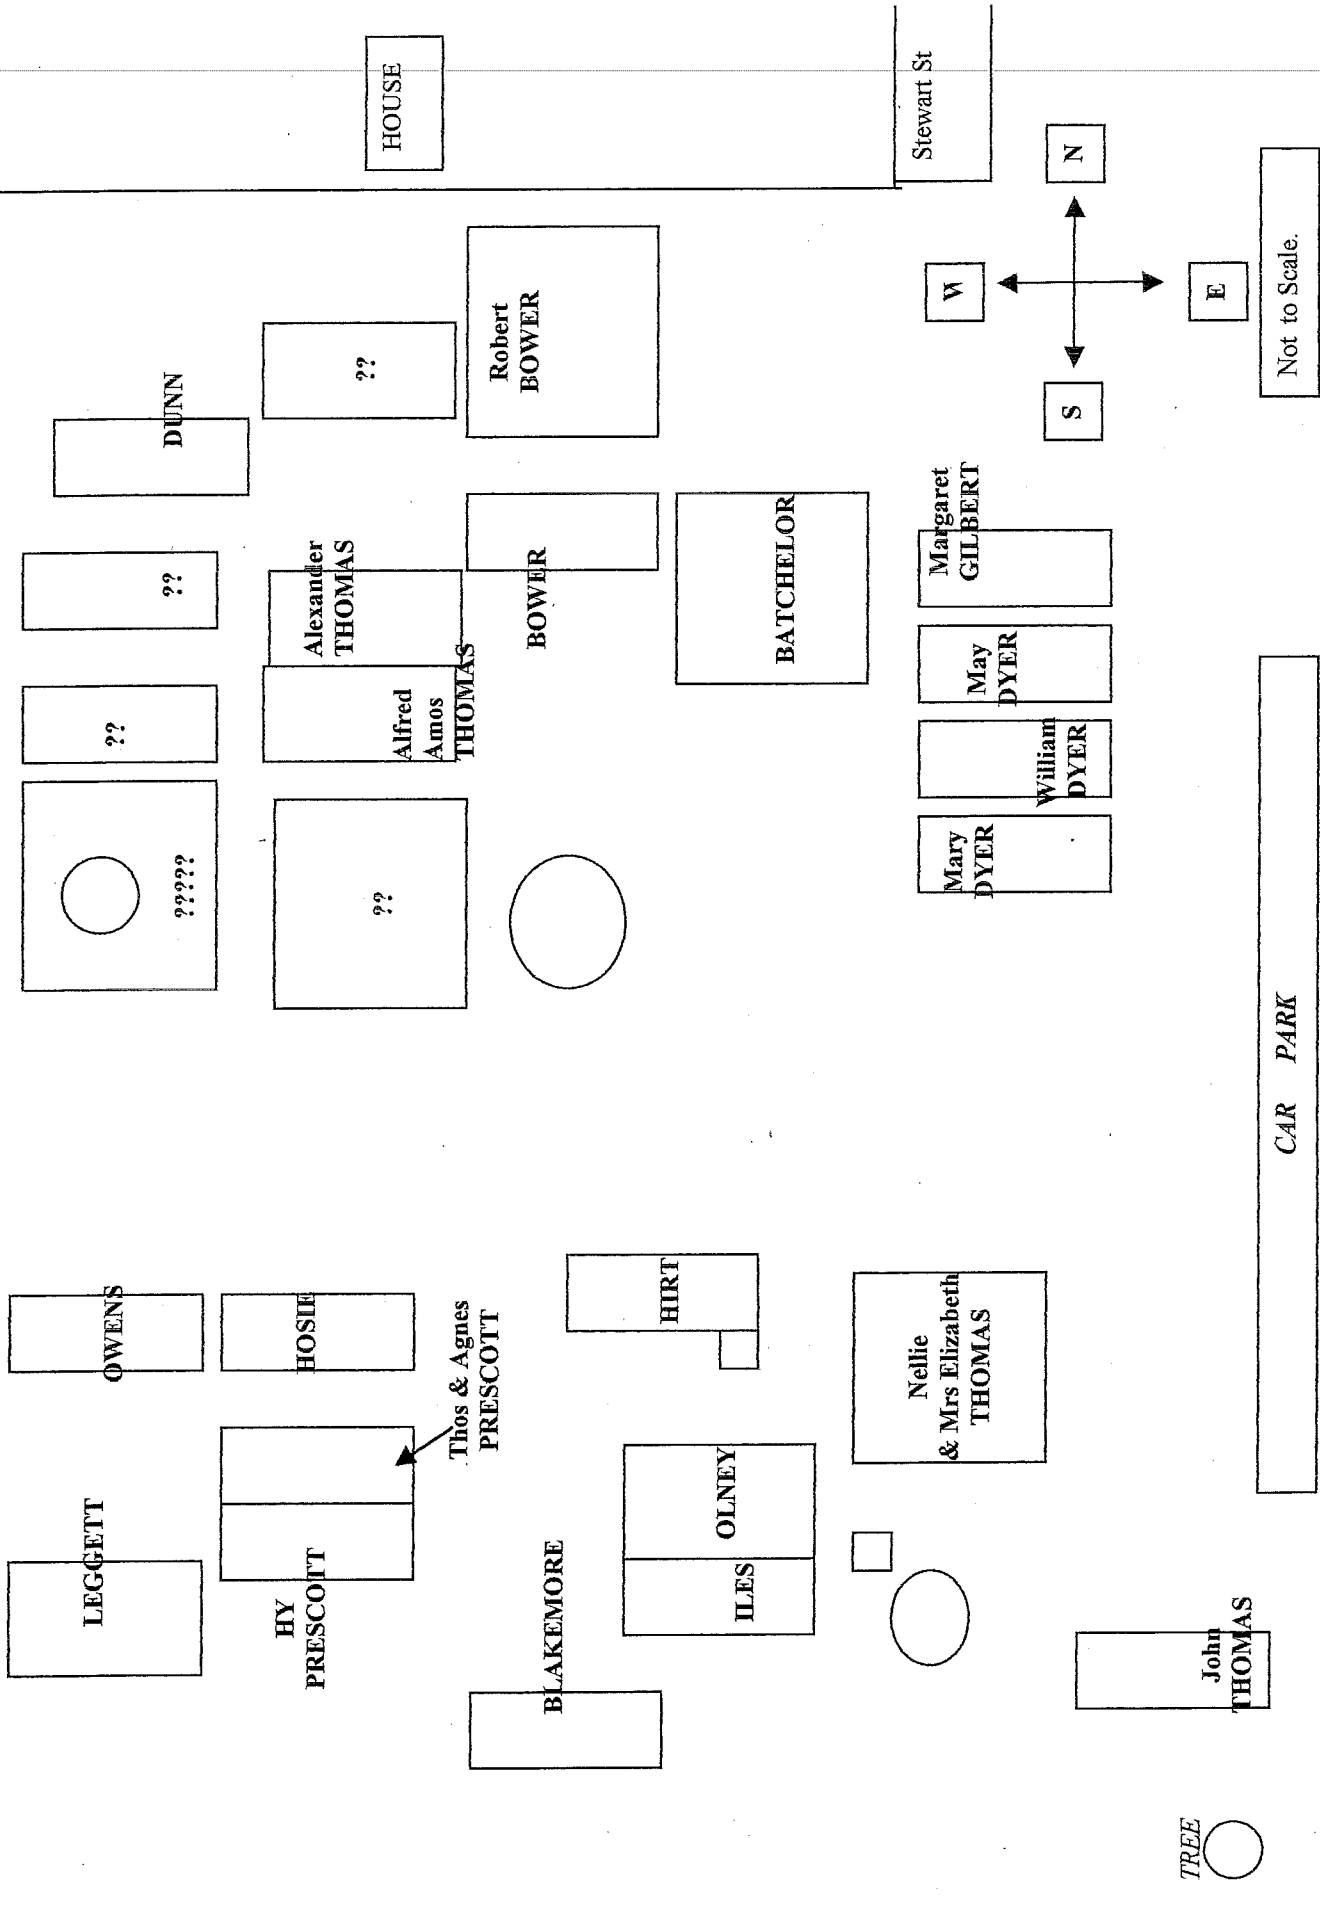 LEGGETT
OWENS
??
?????
??
DUNN
HY
PRESCOTT
HOSIE
??
Alexander
THOMAS
Alfred
Amos
THOMAS
??
HOUSE
Thos & Agnes
PRESCOTT
BLAKEMORE
BOWER
Robert
BOWER
HIRT
ILES
OLNEY
BATCHELOR
Nellie
& Mrs Elizabeth
THOMAS
Mary
DYER
William
DYER
May
DYER
Margaret
GILBERT
Stewart St
W
S
N
E
John
THOMAS
TREE
CAR PARK
Not to Scale.